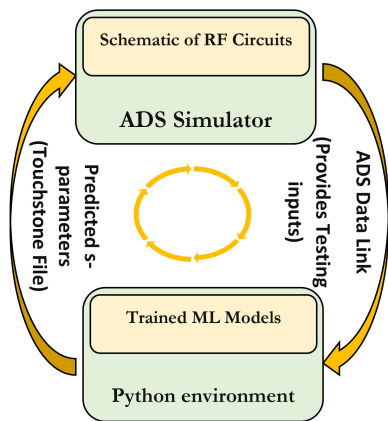 Schematic of RF Circuits
ADS Simulator
ADS Data Link
(Provides Testing
inputs)
Predicted s-
parameters
(Touchstone File)
Trained ML Models
Python environment